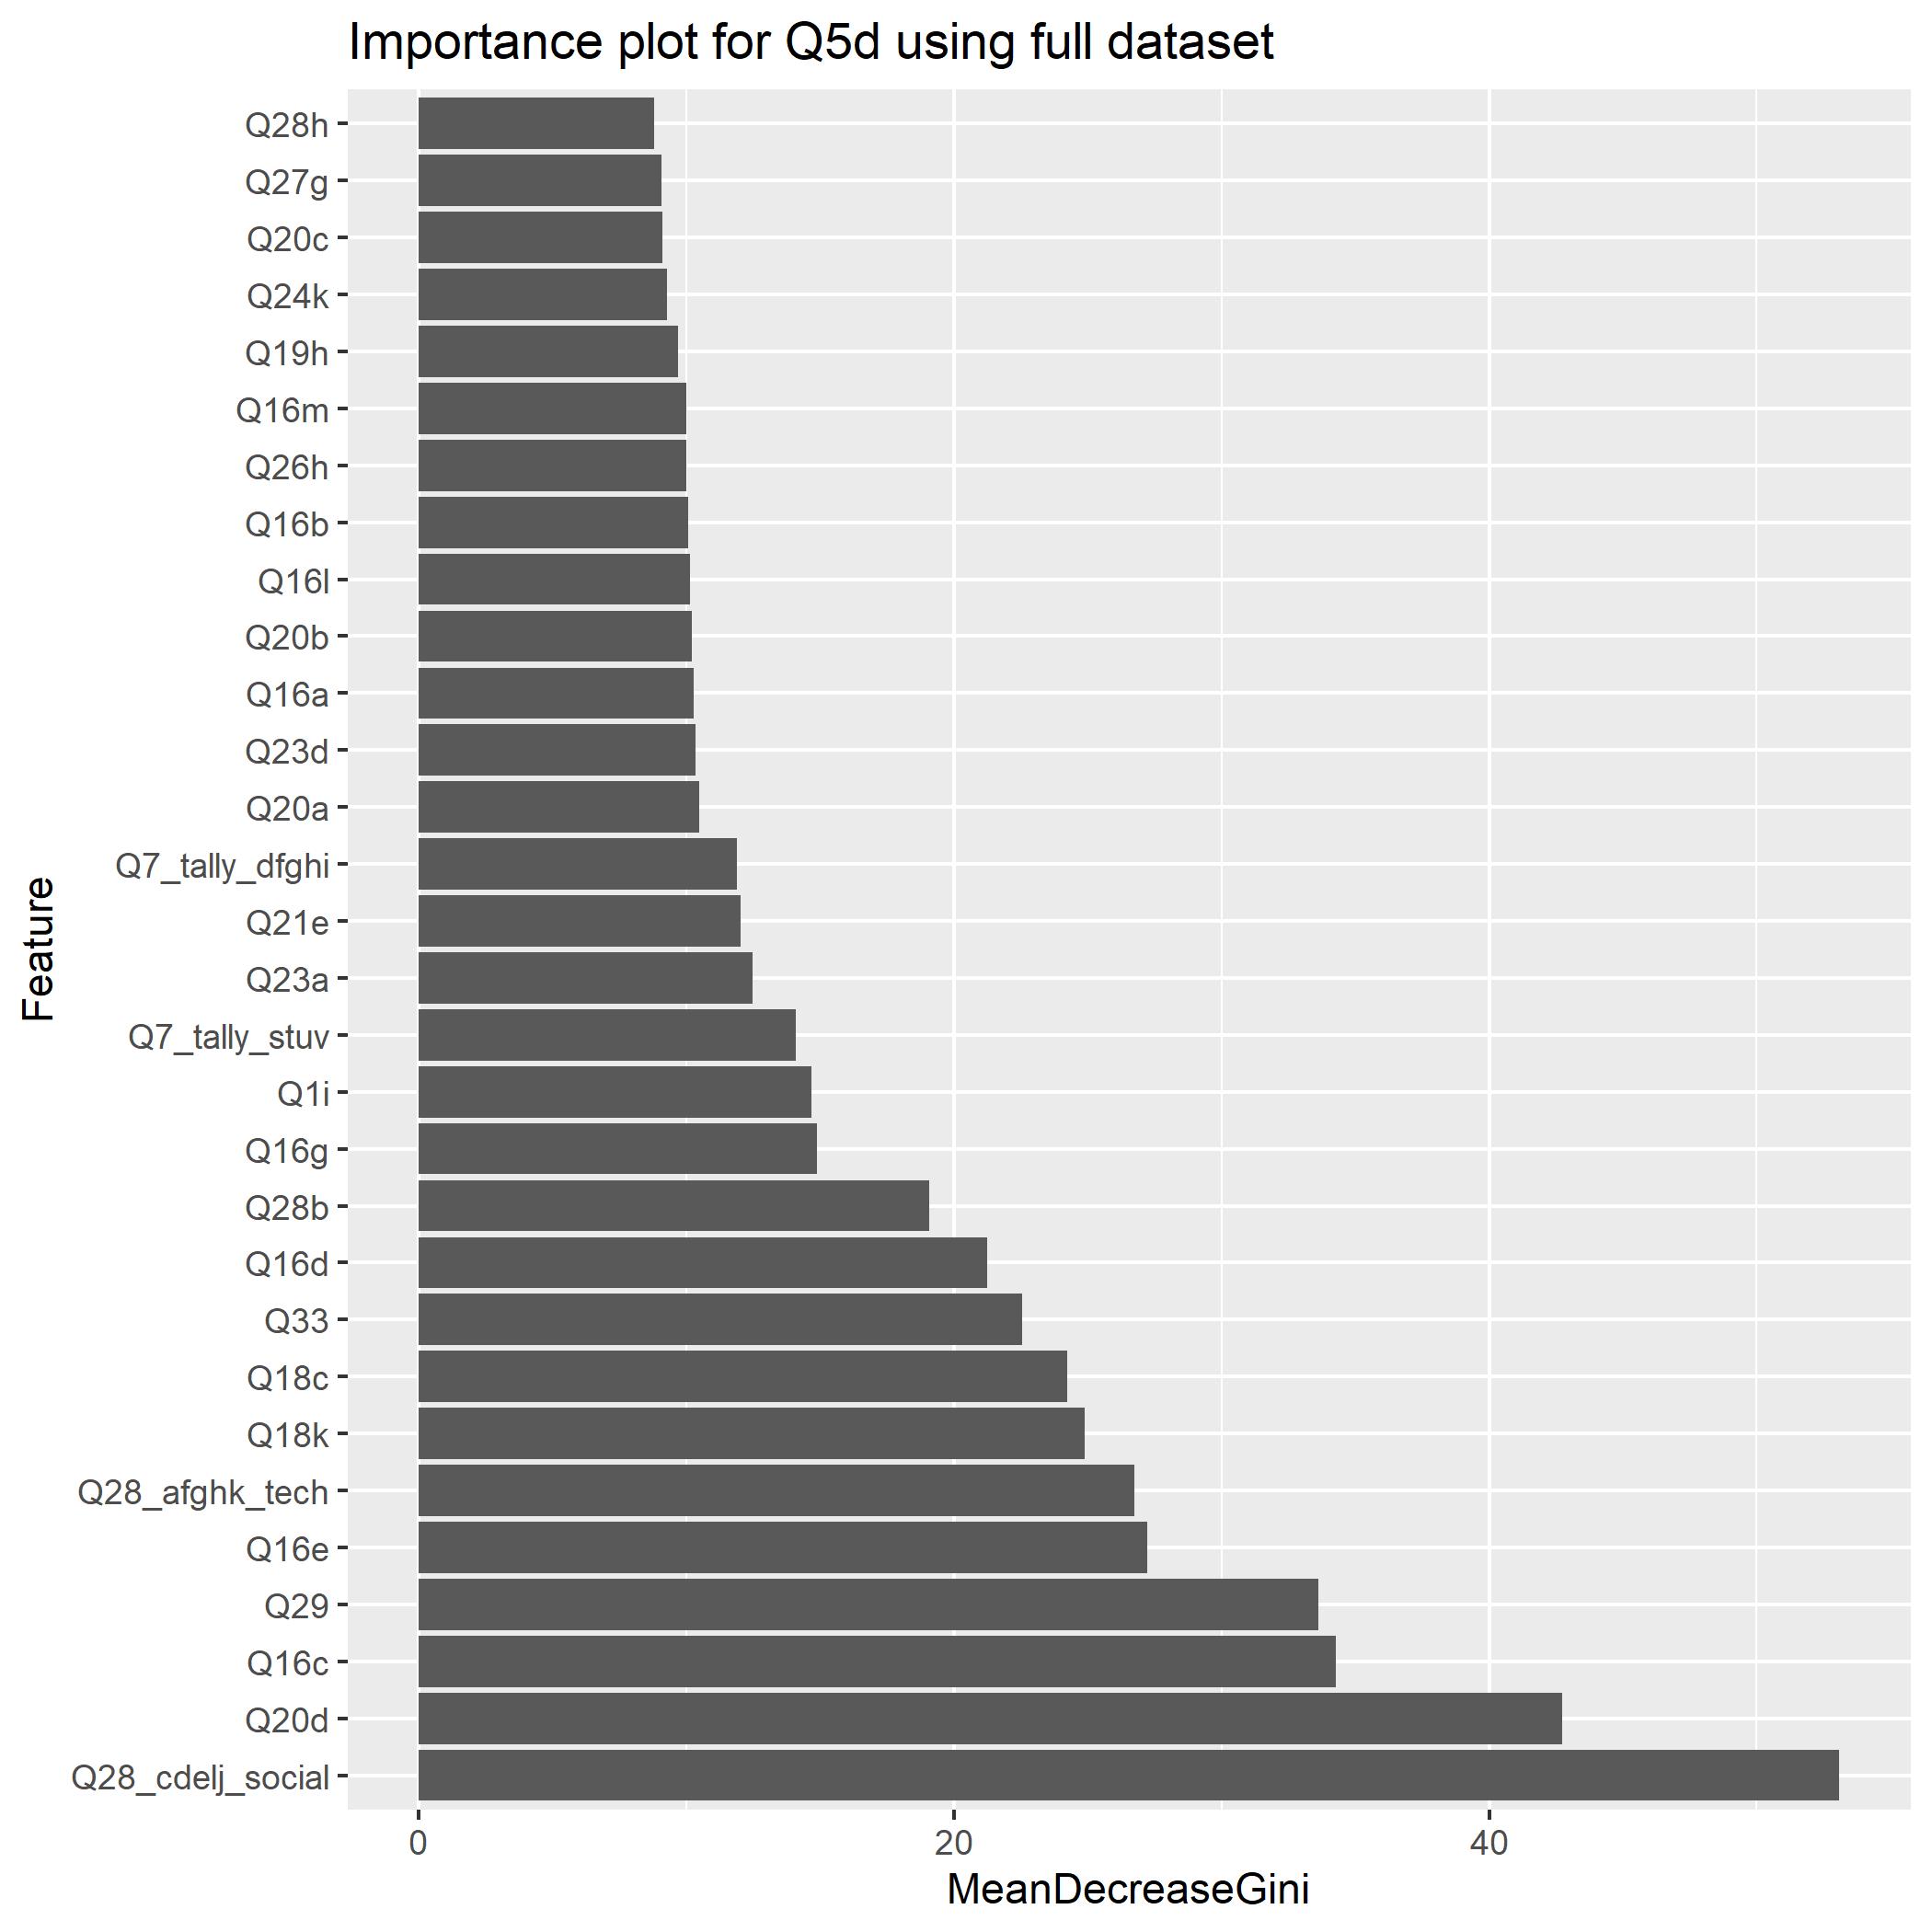 Importance plot for Q5d using full dataset
Feature
Q28h
Q27g
Q20c
Q24k
Q19h
Q16m
Q26h
Q16b
Q16l
Q20b
Q16a
Q23d
Q20a
Q7_tally_dfghi
Q21e
Q23a
Q7_tally_stuv
Q1i
Q16g
Q28b
Q16d
Q33
Q18c
Q18k
Q28_afghk_tech
Q16e
Q29
Q16c
Q20d
Q28_cdelj_social
0 20 40
MeanDecreaseGini